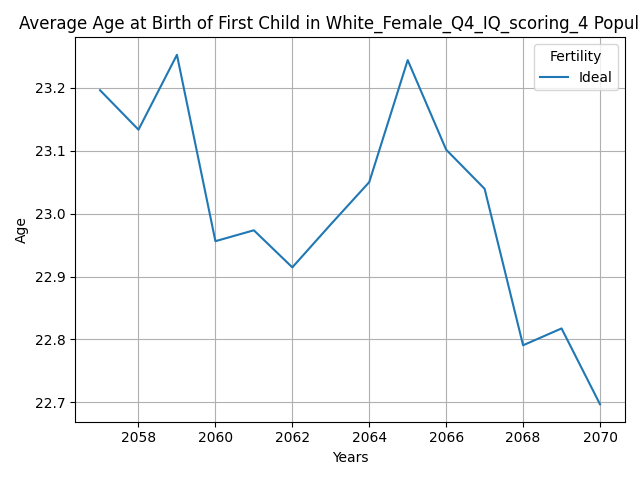 Average Age at Birth of First Child in White_Female_Q4_IQ_scoring_4 Popul
Fertility
Ideal
23.2
23.1
23.0
22.9
22.8
22.7
Age
2058 2060 2062 2064 2066 2068 2070
Years